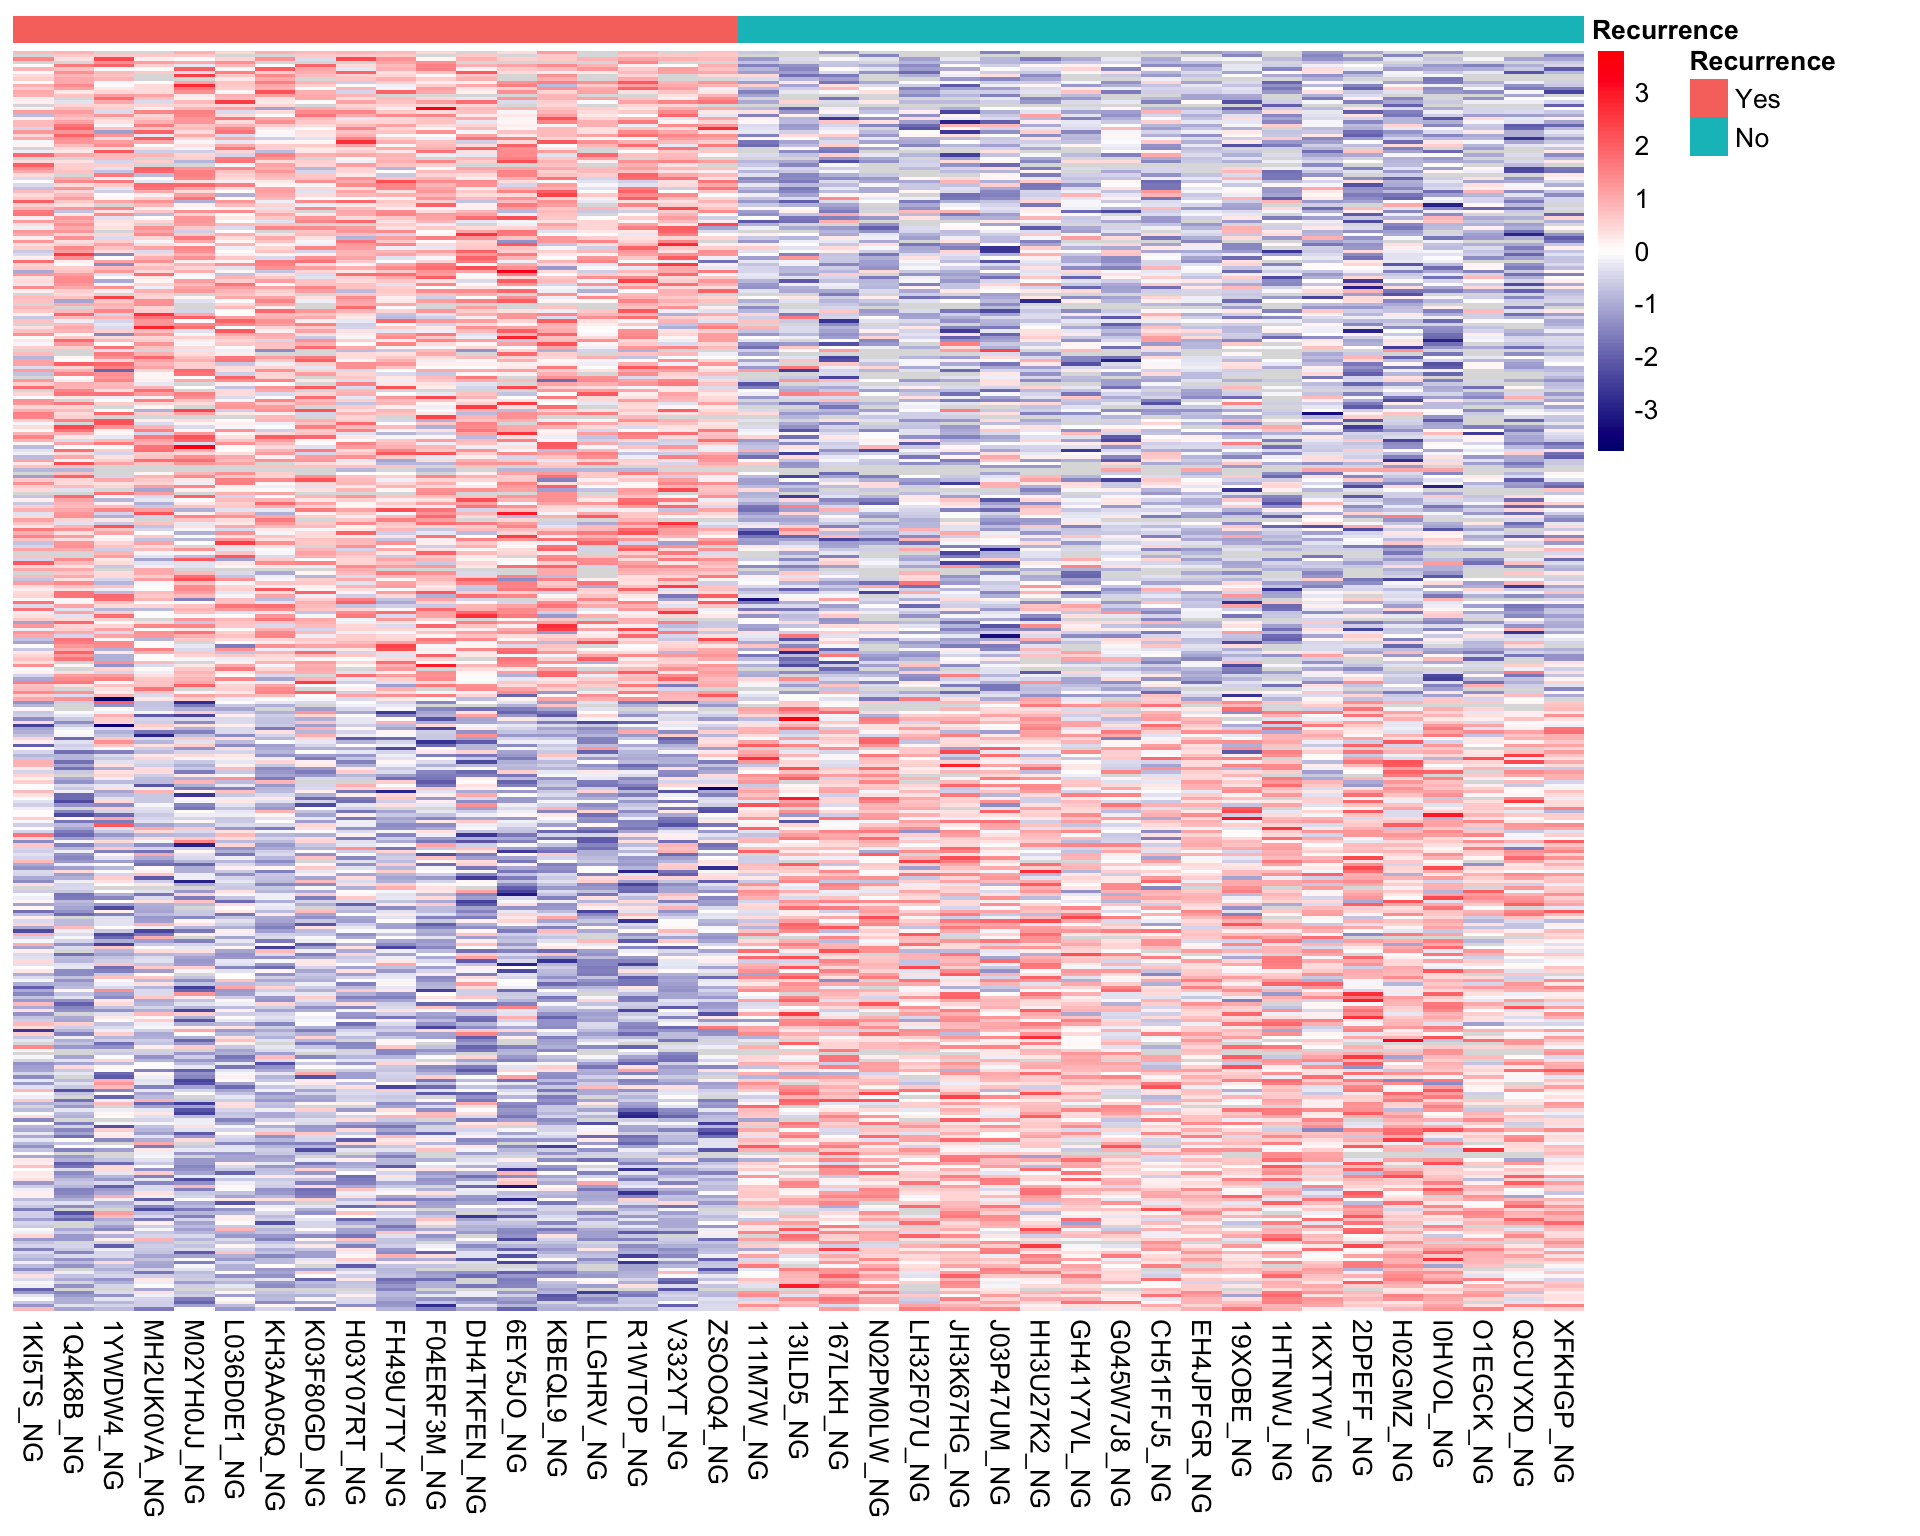 Recurrence
Recurrence
Yes
No
3
2
1
0
-1
-2
-3
1KI5TS_NG
1Q4K8B_NG
1YWDW4_NG
MH2UK0VA_NG
M02YH0JJ_NG
L036D0E1_NG
KH3AA05Q_NG
K03F80GD_NG
H03Y07RT_NG
FH49U7TY_NG
F04ERF3M_NG
DH4TKFEN_NG
6EY5JO_NG
KBEQL9_NG
LLGHRV_NG
R1WTOP_NG
V332YT_NG
ZSOOQ4_NG
111M7W_NG
13ILD5_NG
167LKH_NG
N02PM0LW_NG
LH32F07U_NG
JH3K67HG_NG
J03P47UM_NG
HH3U27K2_NG
GH41Y7VL_NG
G045W7J8_NG
CH51FFJ5_NG
EH4JPFGR_NG
19XOBE_NG
1HTNWJ_NG
1KXTYW_NG
2DPEFF_NG
H02GMZ_NG
I0HVOL_NG
O1EGCK_NG
QCUYXD_NG
XFKHGP_NG